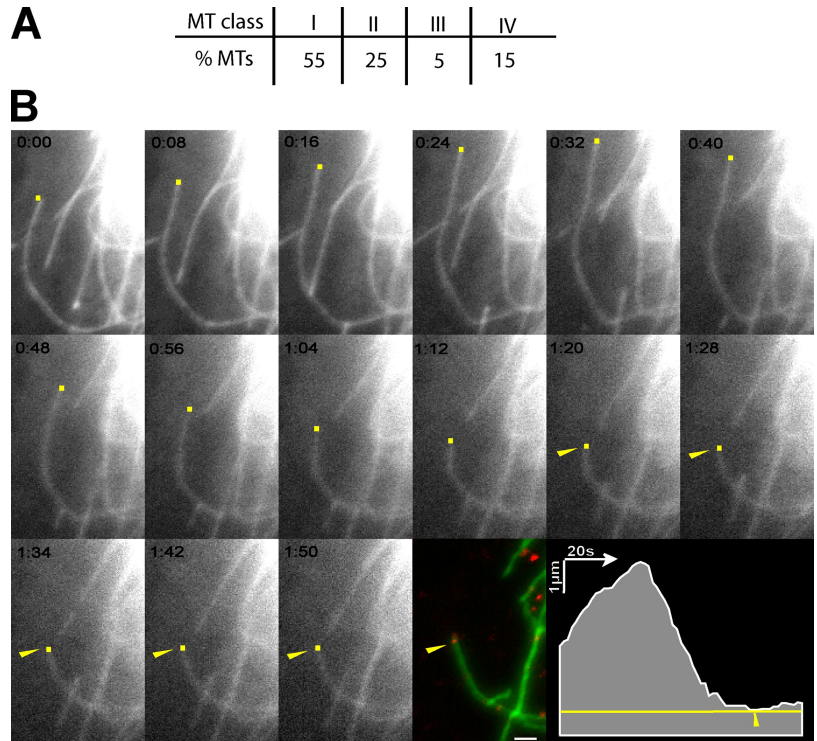 A
MT class I II III IV
% MTs 55 25 5 15
B
0:00 0:08 0:16 0:24 0:32 0:40
0:48 0:56 1:04 1:12 1:20 1:28
1:34 1:42 1:50
20s
1μm